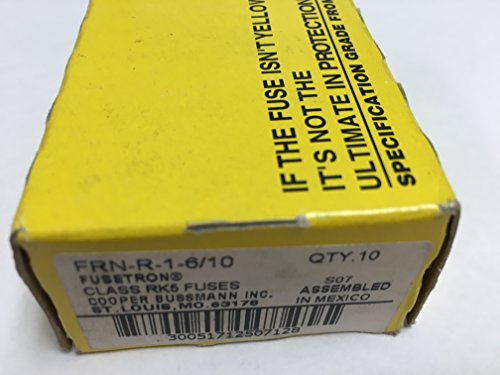 IF THE FUSE ISN'T YELLOW
IT'S NOT THE
ULTIMATE IN PROTECTION
SPECIFICATION GRADE FROM
FRN-R-1-6/10 QTY.10
FUSETRON®
CLASS RK5 FUSES S07
COOPER BUSSMANN INC. ASSEMBLED
ST. LOUIS, MO. 63178 IN MEXICO
30051712507128